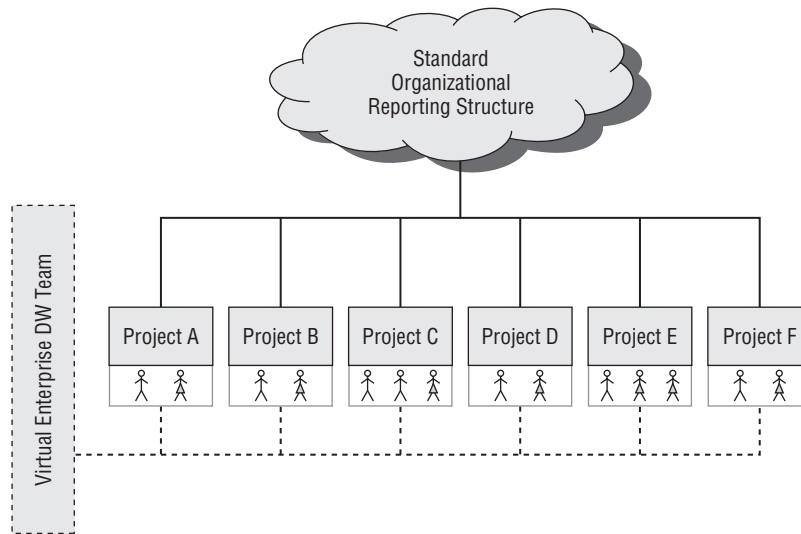 Standard
Organizational
Reporting Structure
Virtual Enterprise DW Team
Project A
Project B
Project C
Project D
Project E
Project F